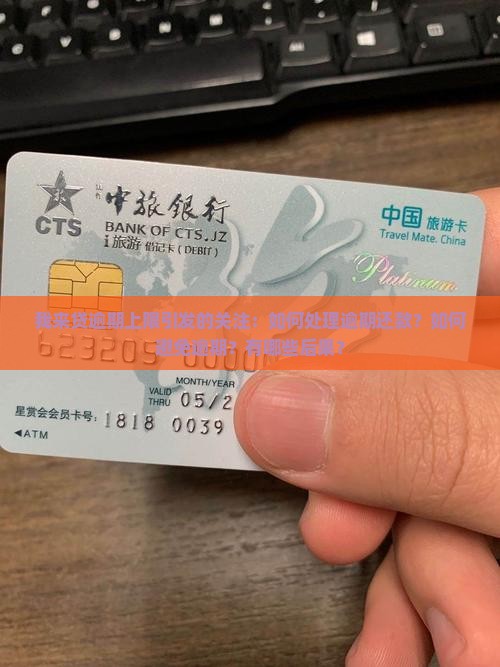 CTS
中旅银行
BANK OF CTS.JZ
i旅游 借记卡 (DEBIT)
中国 旅游卡
Travel Mate. China
Platinum
我来贷逾期上限引发的关注：如何处理逾期还款？如何
避免逾期？有哪些后果？
623205
MONTH/YEAR
VALID
THRU 05/2
星赏会会员卡号：1818 0039
◀ATM